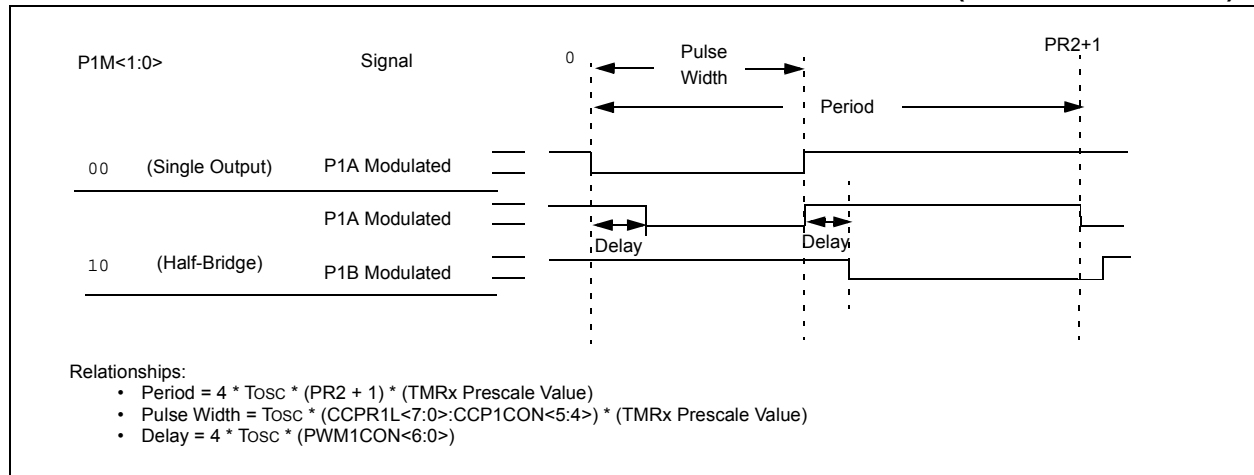 P1M<1:0>
Signal
0
Pulse
Width
PR2+1
Period
00 (Single Output) P1A Modulated
P1A Modulated
Delay Delay
10 (Half-Bridge) P1B Modulated
Relationships:
• Period = 4 * TOSC * (PR2 + 1) * (TMRx Prescale Value)
• Pulse Width = TOSC * (CCPR1L<7:0>:CCP1CON<5:4>) * (TMRx Prescale Value)
• Delay = 4 * TOSC * (PWM1CON<6:0>)